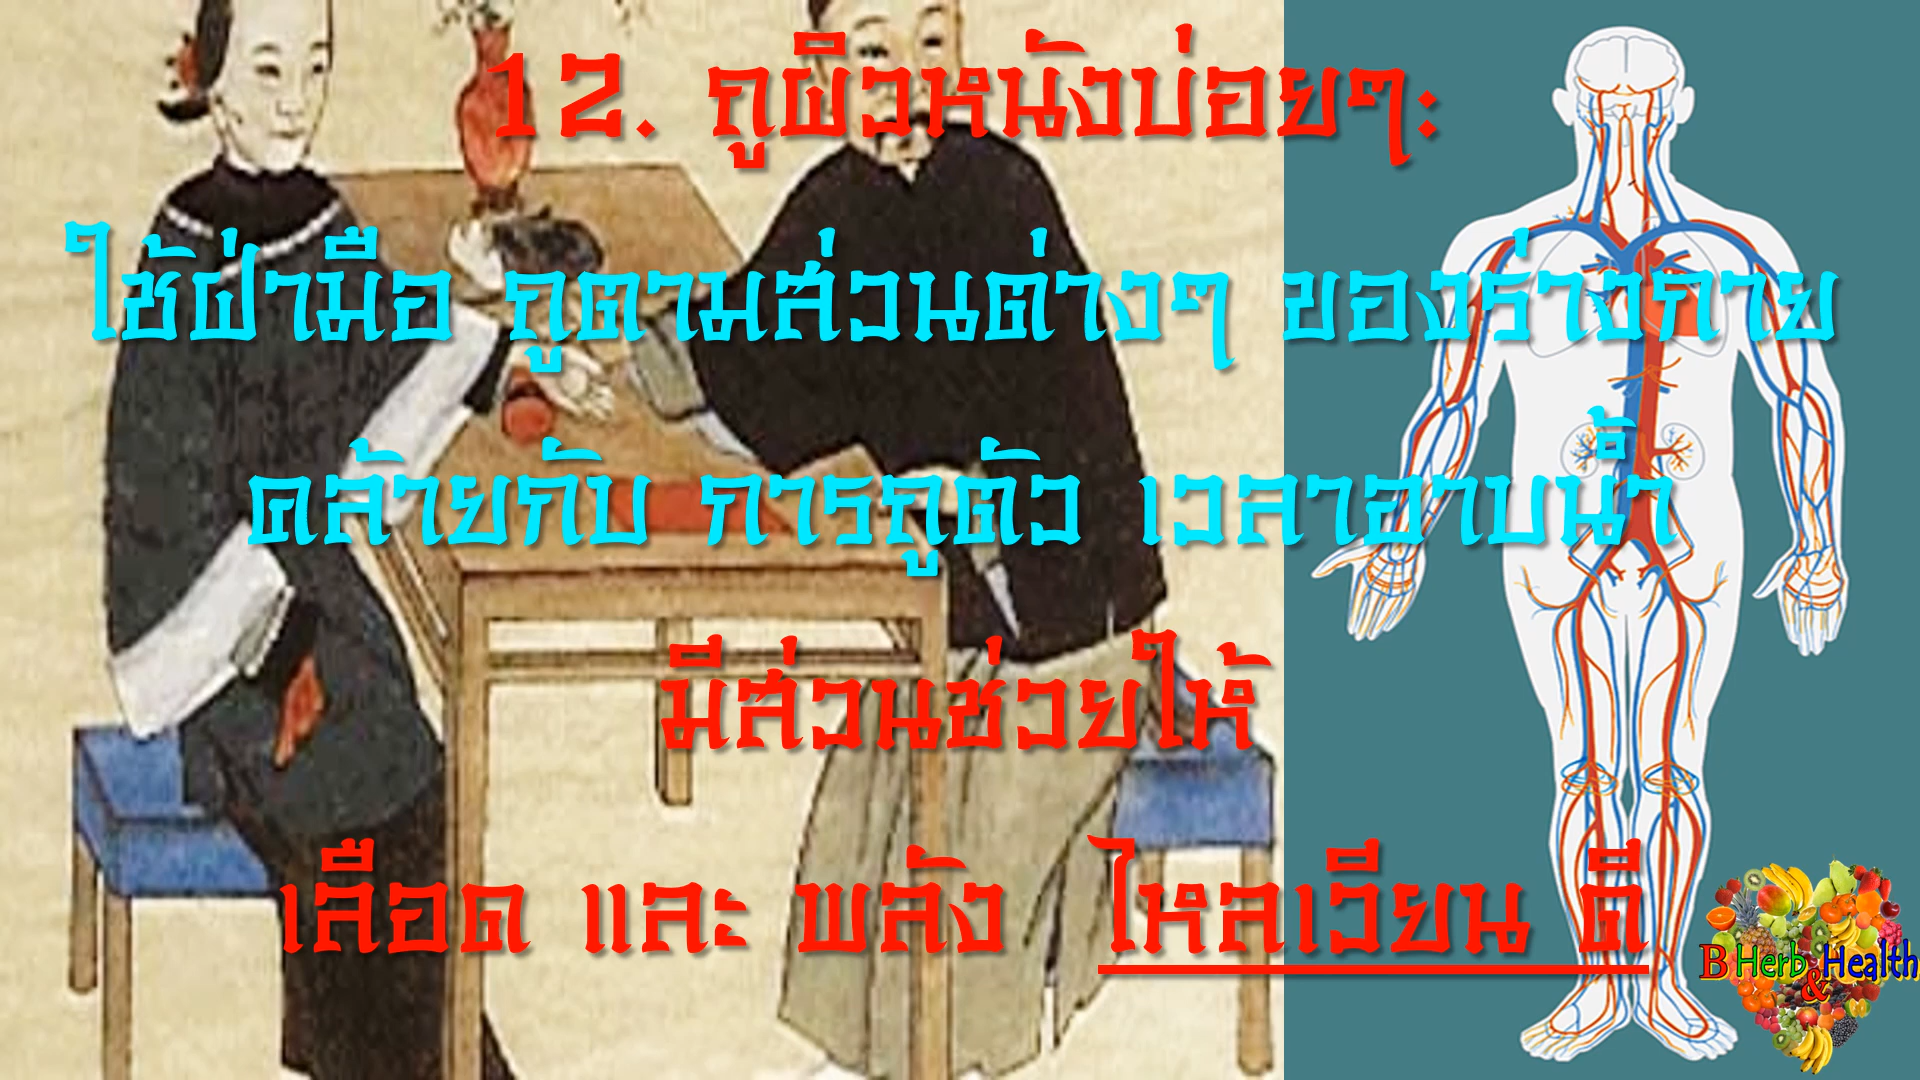 12. ถูผิวหนังบ่อยๆ:
ใช้ฝ่ามือ ถูตามส่วนต่างๆ ของร่างกาย
คล้ายกับ การถูตัว เวลาอาบน้ำ
มีส่วนช่วยให้
เลือด และ พลัง ไหลเวียน ดี
B Herb & Health